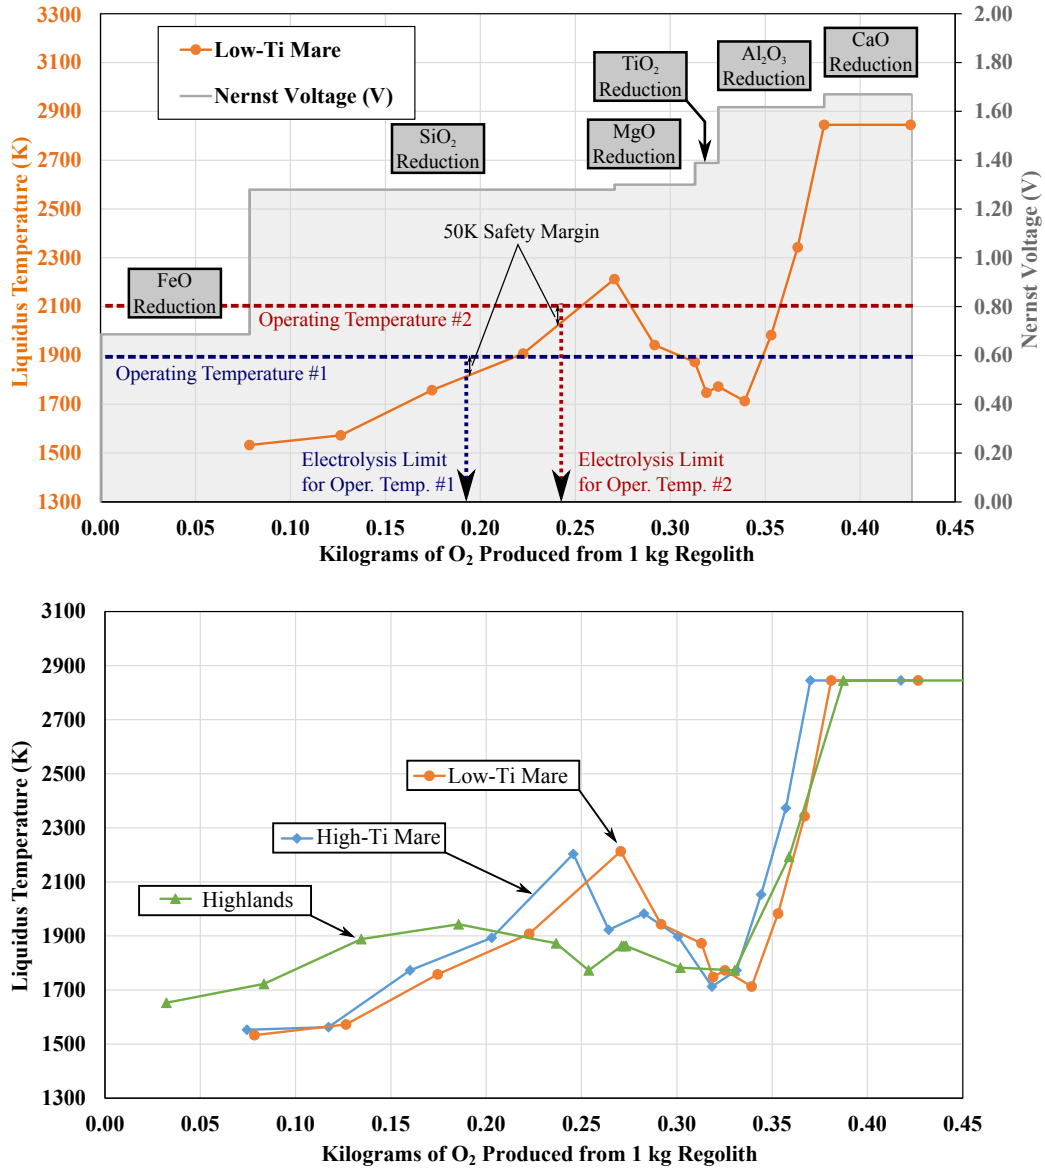 3300
3100
2900
2700
2500
2300
2100
1900
1700
1500
1300
Liquidus Temperature (K)
Low-Ti Mare
Nernst Voltage (V)
FeO
Reduction
SiO₂
Reduction
MgO
Reduction
TiO₂
Reduction
Al₂O₃
Reduction
CaO
Reduction
50K Safety Margin
Operating Temperature #2
Operating Temperature #1
Electrolysis Limit
for Oper. Temp. #1
Electrolysis Limit
for Oper. Temp. #2
2.00
1.80
1.60
1.40
1.20
1.00
0.80
0.60
0.40
0.20
0.00
Nernst Voltage (V)
0.00 0.05 0.10 0.15 0.20 0.25 0.30 0.35 0.40 0.45
Kilograms of O₂ Produced from 1 kg Regolith
3100
2900
2700
2500
2300
2100
1900
1700
1500
1300
Liquidus Temperature (K)
Low-Ti Mare
High-Ti Mare
Highlands
0.00 0.05 0.10 0.15 0.20 0.25 0.30 0.35 0.40 0.45
Kilograms of O₂ Produced from 1 kg Regolith